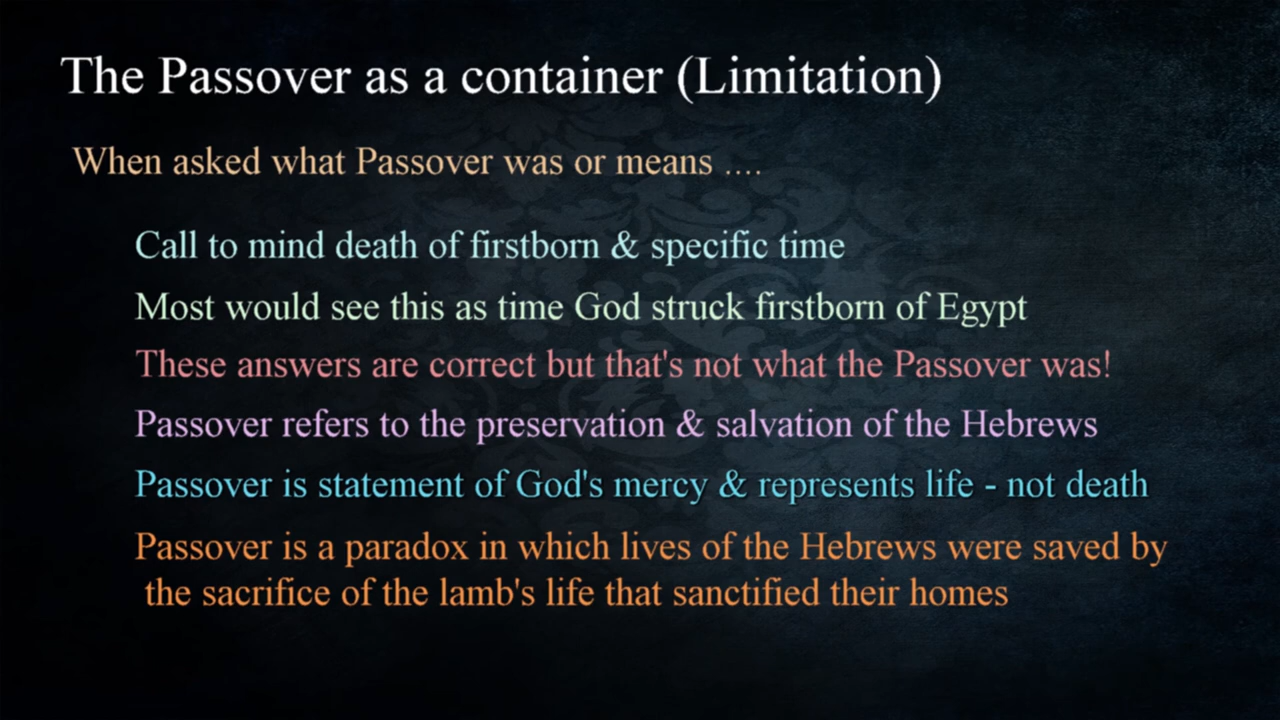 The Passover as a container (Limitation)
When asked what Passover was or means ....
Call to mind death of firstborn & specific time
Most would see this as time God struck firstborn of Egypt
These answers are correct but that's not what the Passover was!
Passover refers to the preservation & salvation of the Hebrews
Passover is statement of God's mercy & represents life - not death
Passover is a paradox in which lives of the Hebrews were saved by
the sacrifice of the lamb's life that sanctified their homes